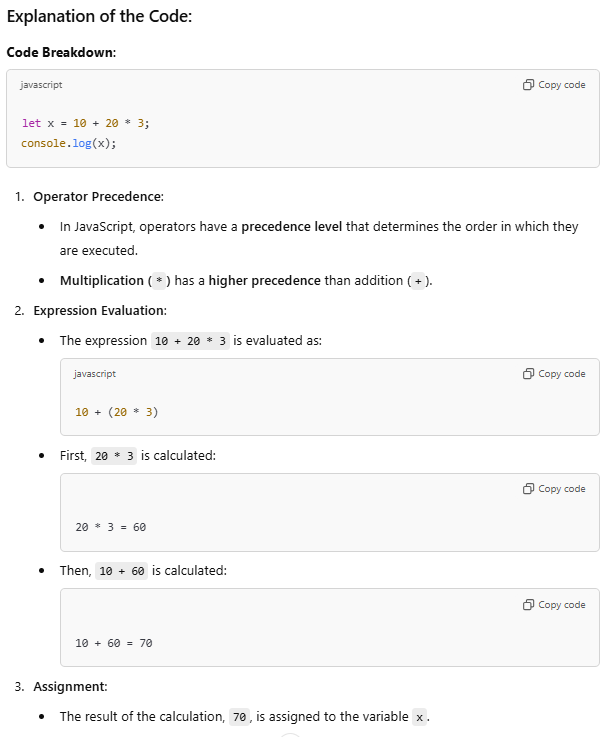 Explanation of the Code:
Code Breakdown:
javascript
Copy code
let x = 10 + 20 * 3;
console.log(x);
1. Operator Precedence:
• In JavaScript, operators have a precedence level that determines the order in which they
are executed.
• Multiplication ( * ) has a higher precedence than addition ( + ).
2. Expression Evaluation:
• The expression 10 + 20 * 3 is evaluated as:
javascript
Copy code
10 + (20 * 3)
• First, 20 * 3 is calculated:
Copy code
20 * 3 = 60
• Then, 10 + 60 is calculated:
Copy code
10 + 60 = 70
3. Assignment:
• The result of the calculation, 70 , is assigned to the variable x .